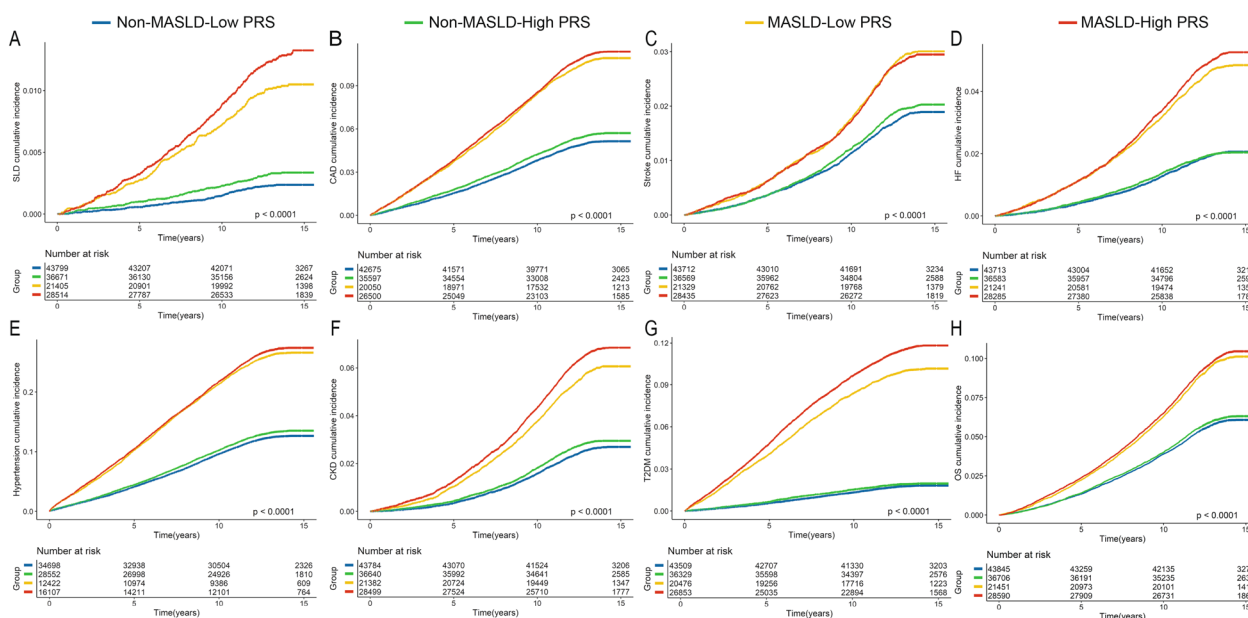 Non-MASLD-Low PRS Non-MASLD-High PRS MASLD-Low PRS MASLD-High PRS
A
SLD cumulative incidence
0.010
0.005
0.000
p < 0.0001
0 5 10 15
Time(years)
Number at risk
Group
43799 43207 42071 3267
36671 36130 35156 2624
21405 20901 19992 1398
28514 27787 26533 1839
0 5 10 15
Time(years)
B
CAD cumulative incidence
0.09
0.06
0.03
0.00
p < 0.0001
0 5 10 15
Time(years)
Number at risk
Group
42675 41571 39771 3065
35597 34554 33008 2423
20050 18971 17532 1213
26500 25049 23103 1585
0 5 10 15
Time(years)
C
Stroke cumulative incidence
0.03
0.02
0.01
0.00
p < 0.0001
0 5 10 15
Time(years)
Number at risk
Group
43712 43010 41691 3234
36569 35962 34804 2588
21329 20762 19768 1379
28435 27623 26272 1819
0 5 10 15
Time(years)
D
HF cumulative incidence
0.04
0.02
0.00
p < 0.0001
0 5 10 15
Time(years)
Number at risk
Group
43713 43004 41652 321
36583 35957 34796 259
21241 20581 19474 135
28285 27380 25838 178
0 5 10 15
Time(years)
E
Hypertension cumulative incidence
0.2
0.1
0.0
p < 0.0001
0 5 10 15
Time(years)
Number at risk
Group
34698 32938 30504 2326
28552 26998 24926 1810
12422 10974 9386 609
16107 14211 12101 764
0 5 10 15
Time(years)
F
CKD cumulative incidence
0.06
0.04
0.02
0.00
p < 0.0001
0 5 10 15
Time(years)
Number at risk
Group
43784 43070 41524 3206
36640 35992 34641 2585
21382 20724 19449 1347
28499 27524 25710 1777
0 5 10 15
Time(years)
G
T2DM cumulative incidence
0.12
0.09
0.06
0.03
0.00
p < 0.0001
0 5 10 15
Time(years)
Number at risk
Group
43509 42707 41330 3203
36329 35598 34397 2576
20476 19256 17716 1223
26853 25035 22894 1568
0 5 10 15
Time(years)
H
OS cumulative incidence
0.100
0.075
0.050
0.025
0.000
p < 0.0001
0 5 10 15
Time(years)
Number at risk
Group
43845 43259 42135 327
36706 36191 35235 263
21451 20973 20101 141
28590 27909 26731 186
0 5 10 15
Time(years)